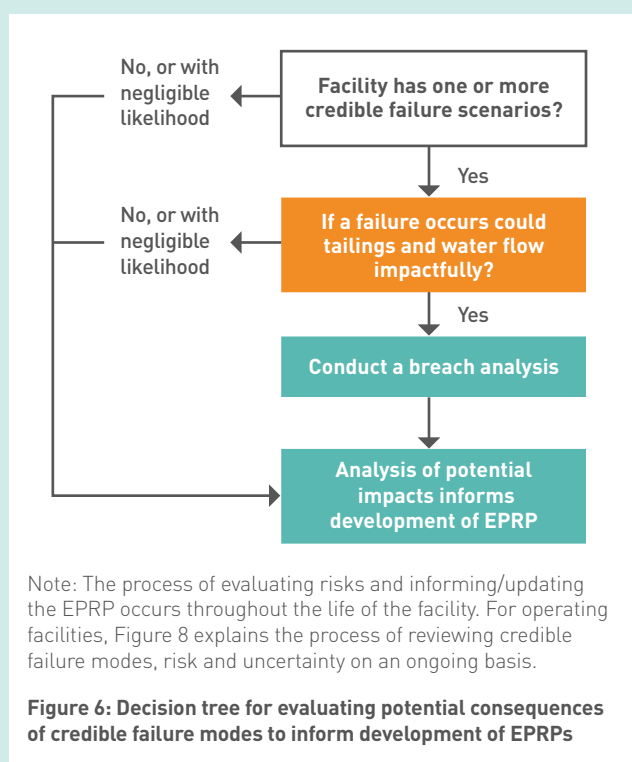 No, or with
negligible
likelihood
Facility has one or more
credible failure scenarios?
Yes
No, or with
negligible
likelihood
If a failure occurs could
tailings and water flow
impactfully?
Yes
Conduct a breach analysis
Analysis of potential
impacts informs
development of EPRP
Note: The process of evaluating risks and informing/updating
the EPRP occurs throughout the life of the facility. For operating
facilities, Figure 8 explains the process of reviewing credible
failure modes, risk and uncertainty on an ongoing basis.
Figure 6: Decision tree for evaluating potential consequences
of credible failure modes to inform development of EPRPs